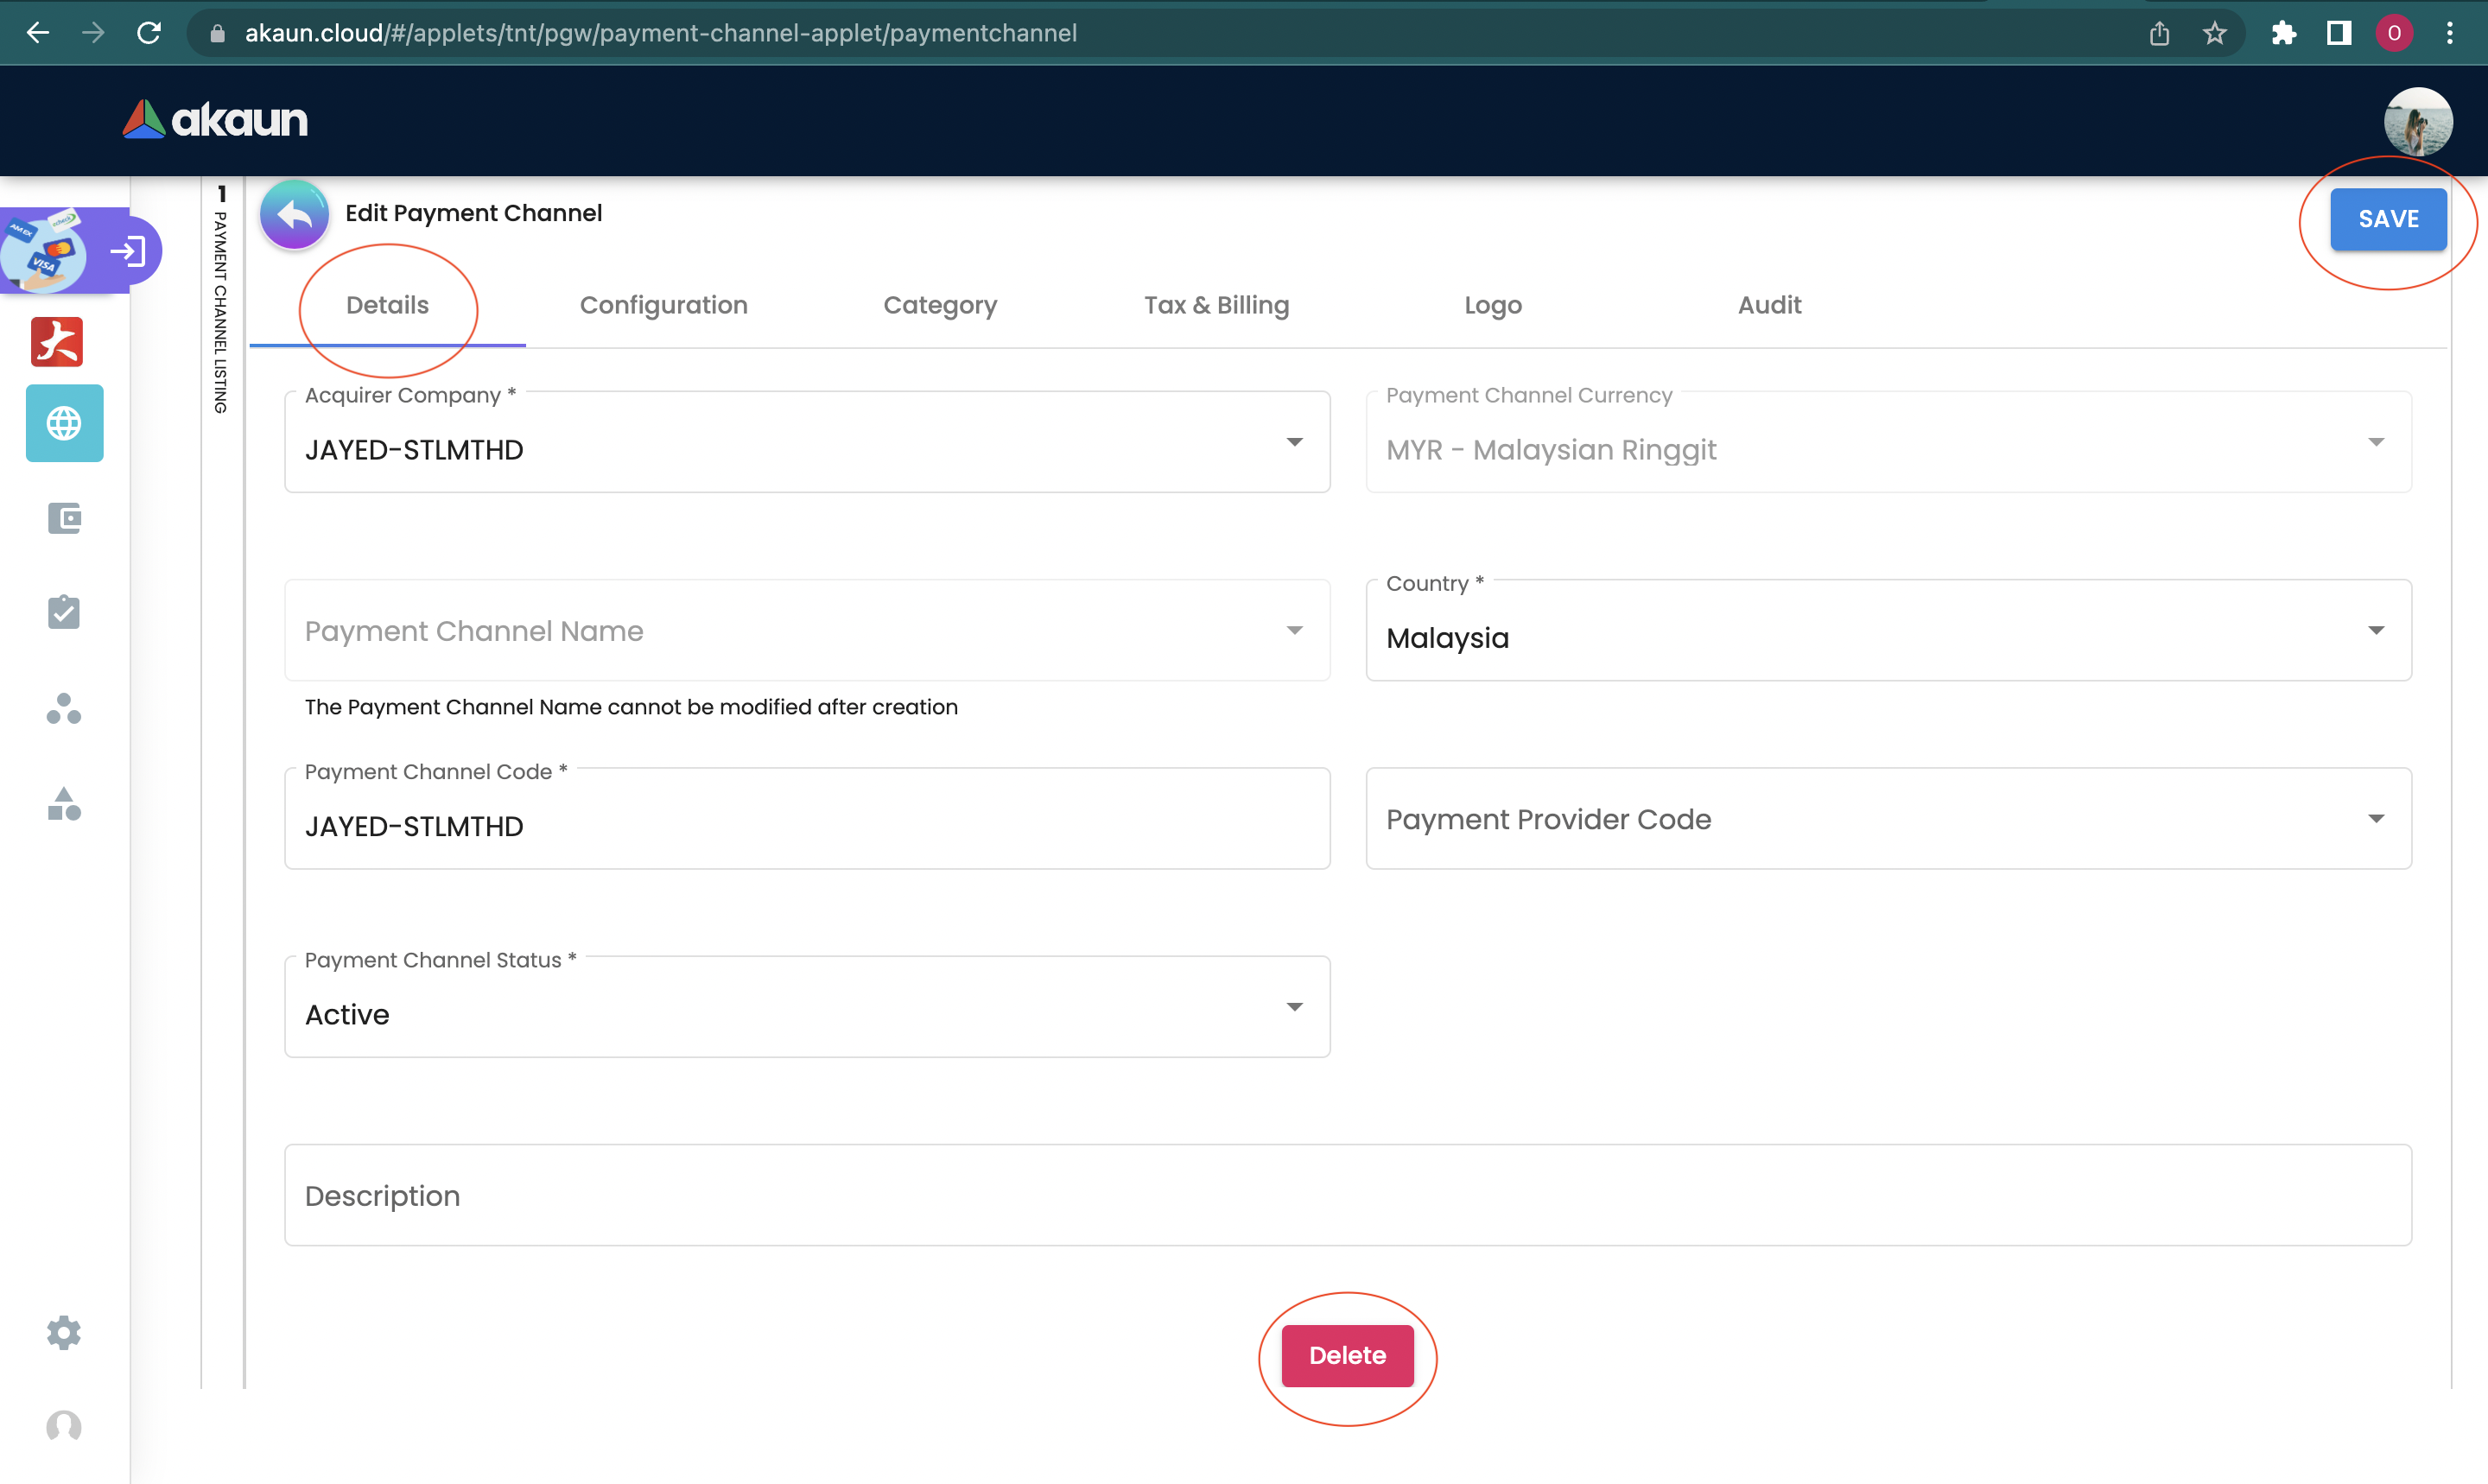 akaun.cloud/#/applets/tnt/pgw/payment-channel-applet/paymentchannel
O
akaun
1 PAYMENT CHANNEL LISTING
Edit Payment Channel
SAVE
AM EX
VISA
Details
Configuration
Category
Tax & Billing
Logo
Audit
Acquirer Company *
JAYED-STLMTHD
Payment Channel Currency
MYR - Malaysian Ringgit
Payment Channel Name
The Payment Channel Name cannot be modified after creation
Country *
Malaysia
Payment Channel Code *
JAYED-STLMTHD
Payment Provider Code
Payment Channel Status *
Active
Description
Delete